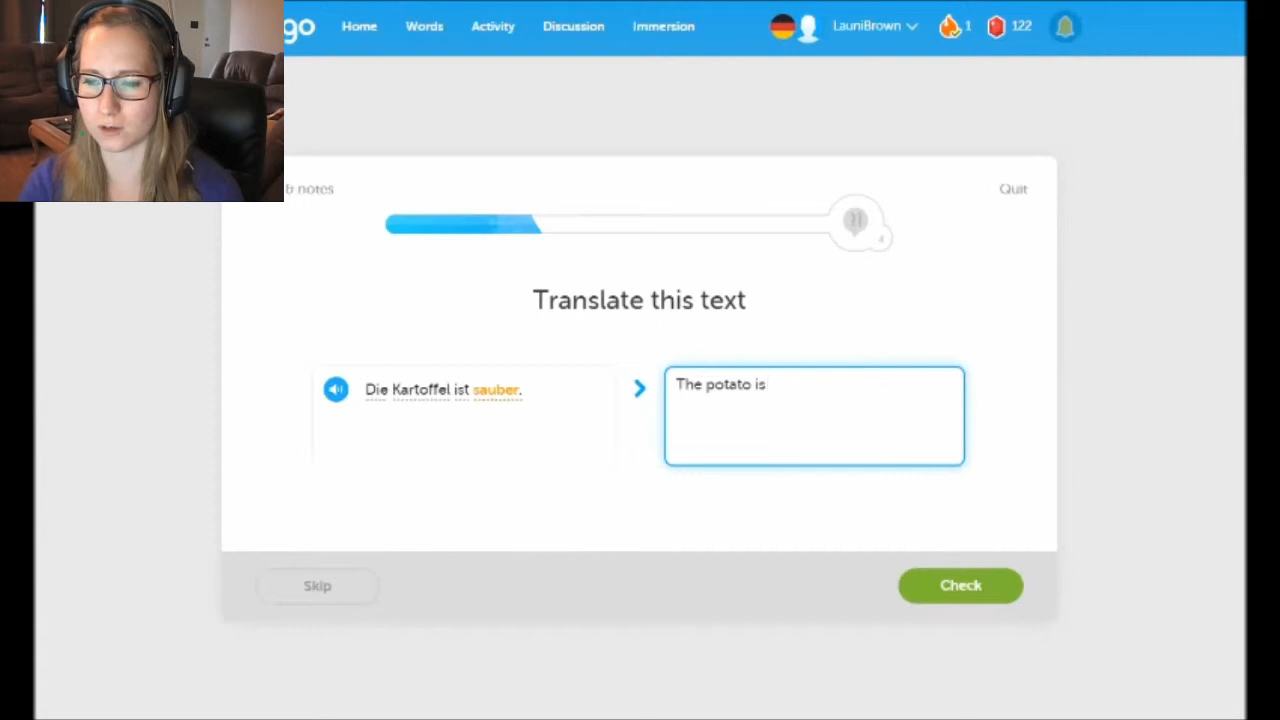 go Home Words Activity Discussion Immersion LauniBrown 1 122
& notes Quit
4
Translate this text
Die Kartoffel ist sauber.
The potato is
Skip Check